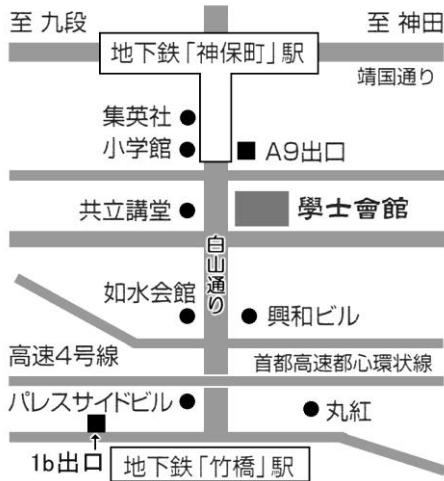 至 九段
至 神田
地下鉄「神保町」駅
靖国通り
集英社
小学館
A9出口
共立講堂
學士會館
白山通り
如水会館
興和ビル
高速4号線
首都高速都心環状線
パレスサイドビル
丸紅
1b出口
地下鉄「竹橋」駅